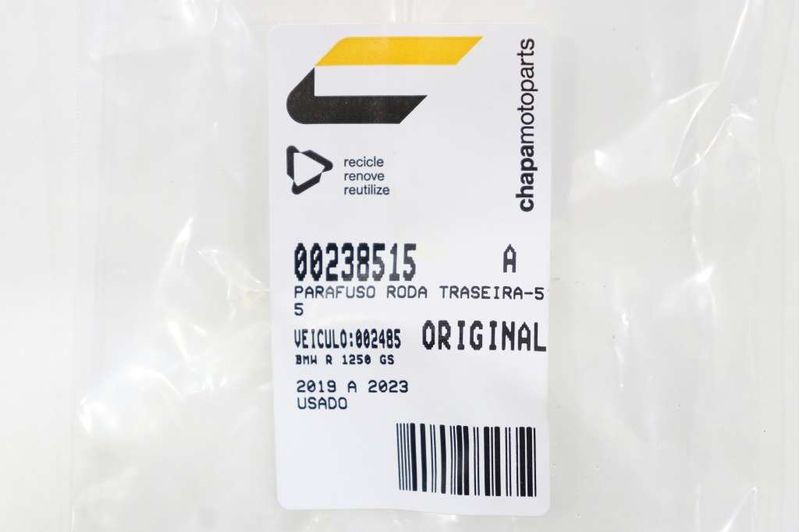 chapamotoparts
recicle
renove
reutilize
00238515 A
PARAFUSO RODA TRASEIRA-5
5
VEICULO:002485 ORIGINAL
BMW R 1250 GS
2019 A 2023
USADO